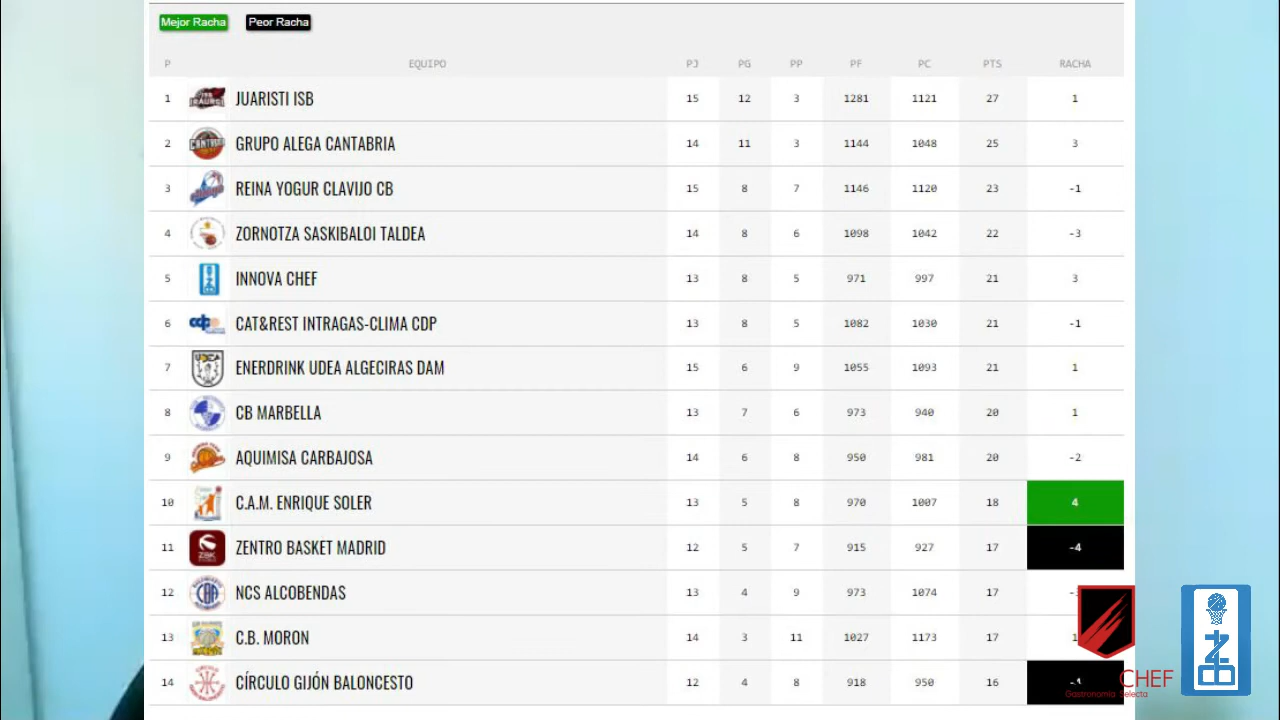 Mejor Racha Peor Racha
P EQUIPO PJ PG PP PF PC PTS RACHA
1 JUARISTI ISB 15 12 3 1281 1121 27 1
2 GRUPO ALEGA CANTABRIA 14 11 3 1144 1048 25 3
3 REINA YOGUR CLAVIJO CB 15 8 7 1146 1120 23 -1
4 ZORNOTZA SASKIBALOI TALDEA 14 8 6 1098 1042 22 -3
5 INNOVA CHEF 13 8 5 971 997 21 3
6 CAT&REST INTRAGAS-CLIMA CDP 13 8 5 1082 1030 21 -1
7 ENERDRINK UDEA ALGECIRAS DAM 15 6 9 1055 1093 21 1
8 CB MARBELLA 13 7 6 973 940 20 1
9 AQUIMISA CARBAJOSA 14 6 8 950 981 20 -2
10 C.A.M. ENRIQUE SOLER 13 5 8 970 1007 18 4
11 ZENTRO BASKET MADRID 12 5 7 915 927 17 -4
12 NCS ALCOBENDAS 13 4 9 973 1074 17
13 C.B. MORON 14 3 11 1027 1173 17 1
14 CÍRCULO GIJÓN BALONCESTO 12 4 8 918 950 16 -4
CHEF
Gastronomía Selecta